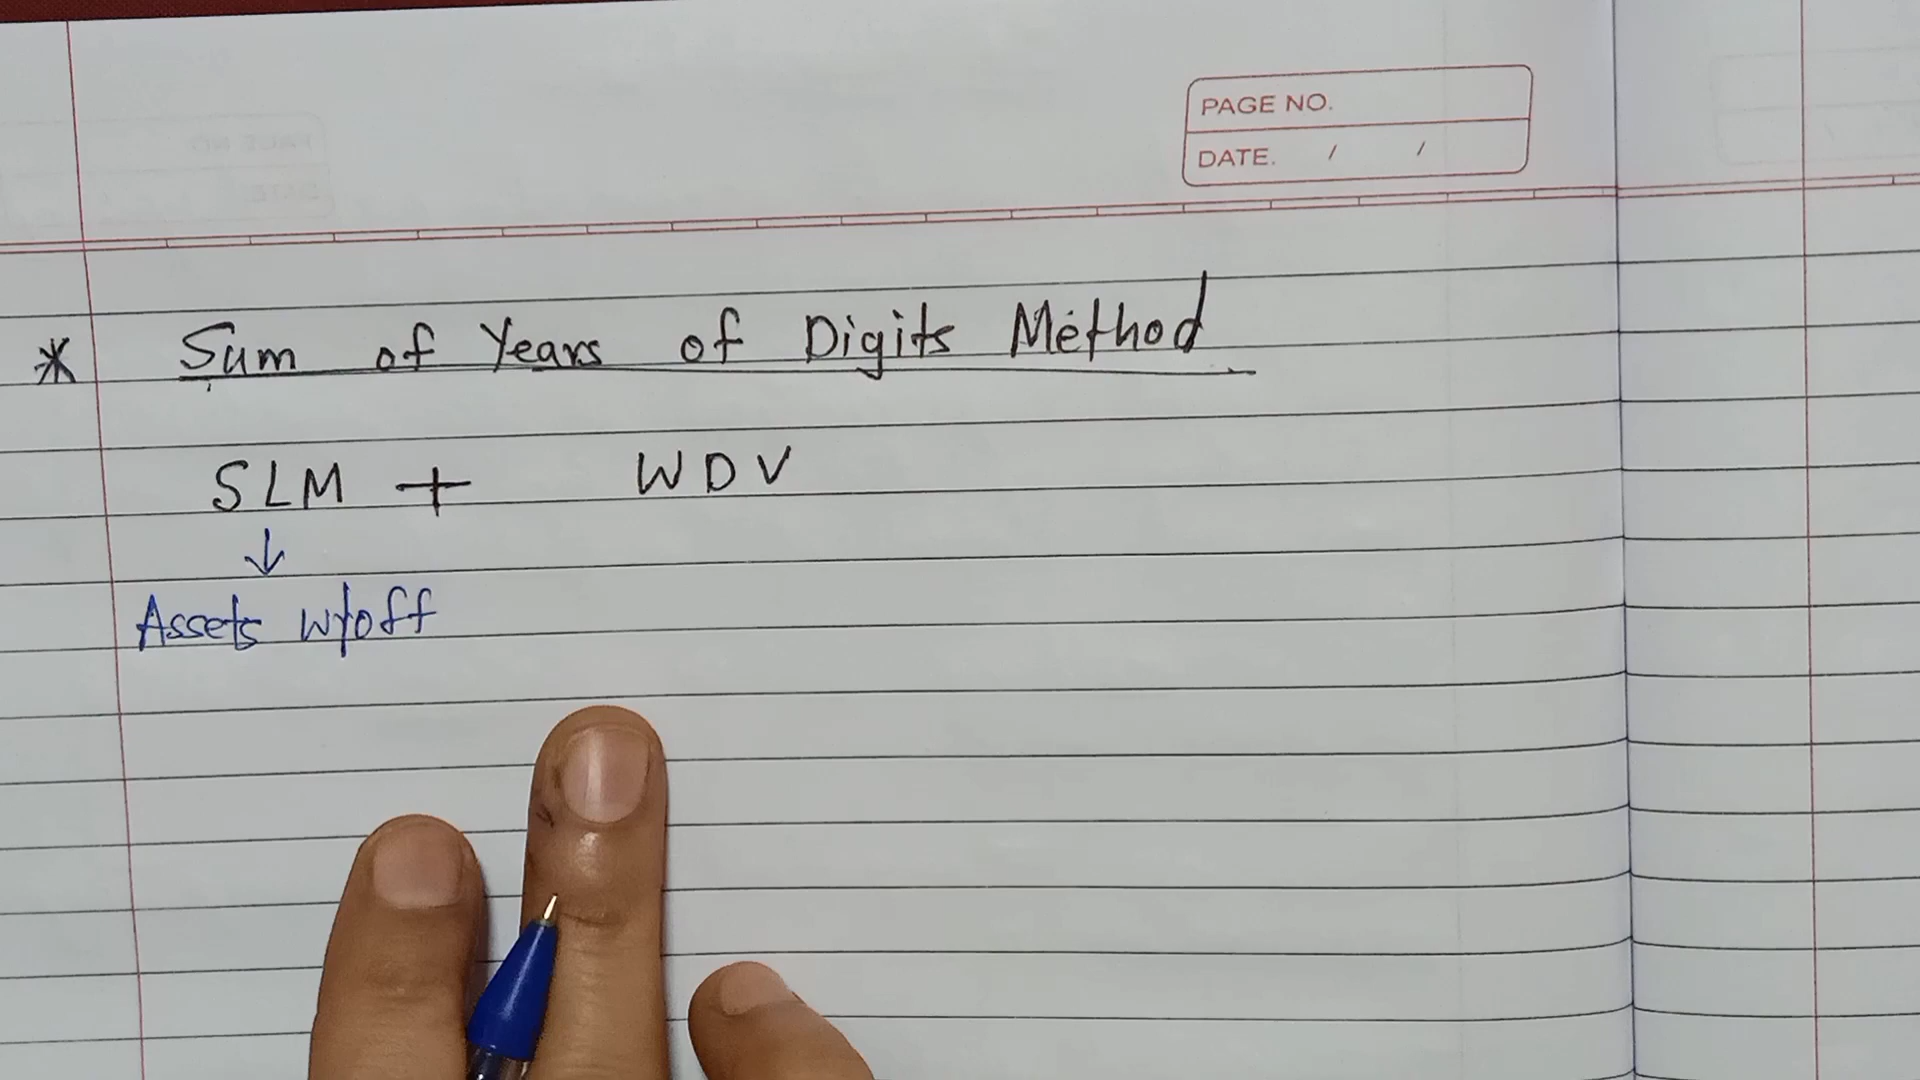 PAGE NO.
DATE. / /
* Sum of Years of Digits Method
SLM + WDV
↓
Assets w/off